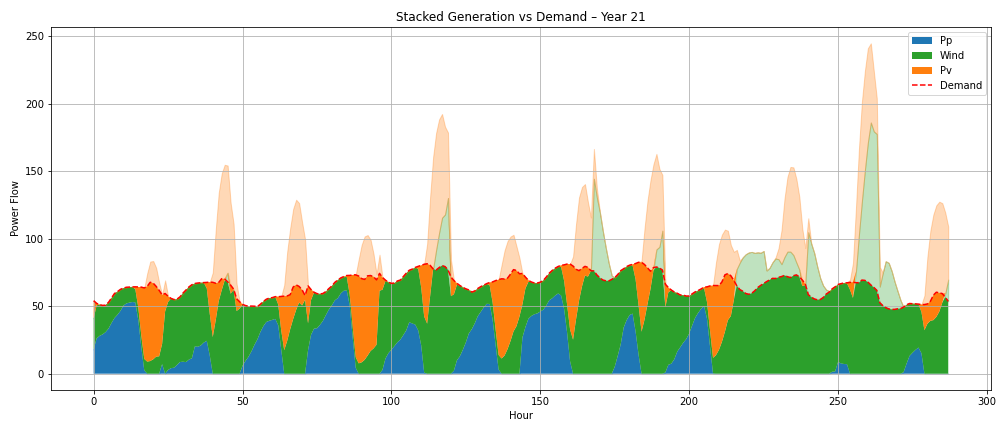 Stacked Generation vs Demand – Year 21
Power Flow
250
200
150
100
50
0
Pp
Wind
Pv
Demand
0
50
100
150
200
250
300
Hour